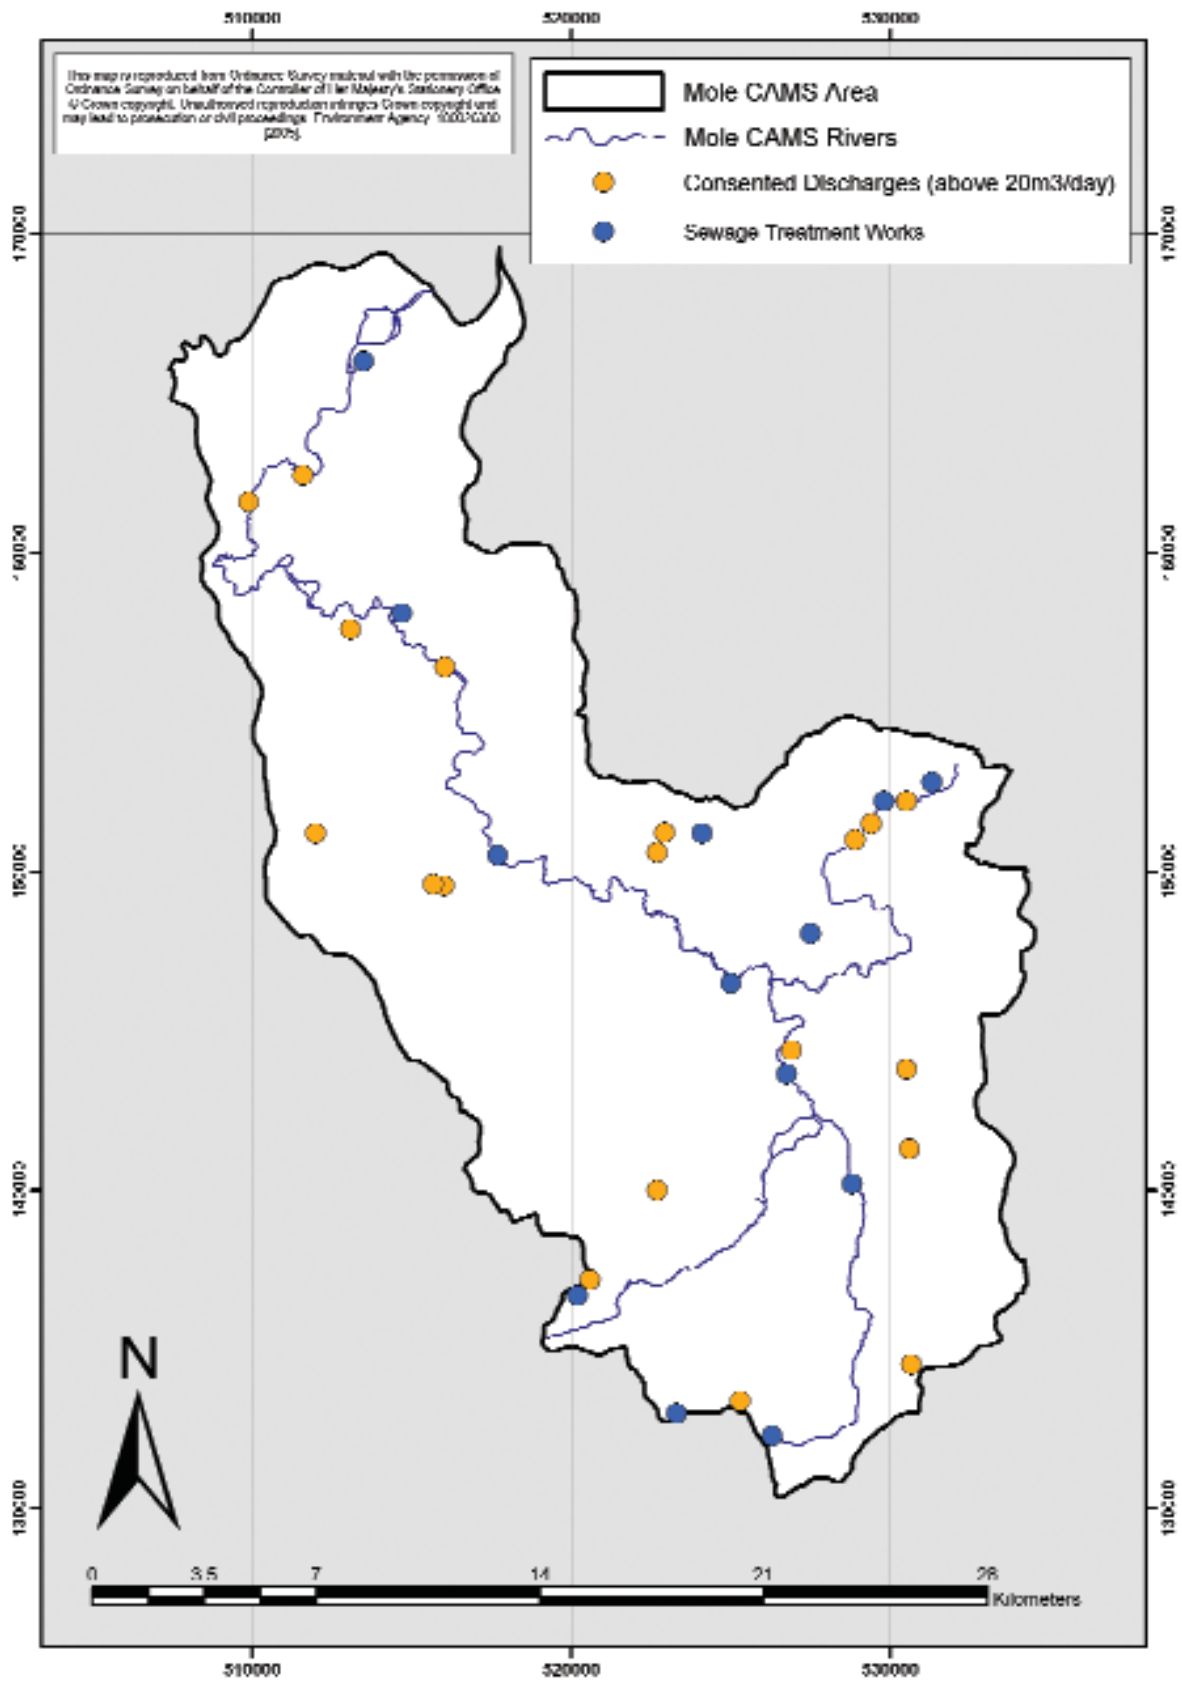 510000 520000 530000
This map is reproduced from Ordnance Survey material with the permission of
Ordnance Survey on behalf of the Controller of Her Majesty's Stationery Office
© Crown copyright. Unauthorised reproduction infringes Crown copyright and
may lead to prosecution or civil proceedings. Environment Agency
Mole CAMS Area
Mole CAMS Rivers
Consented Discharges (above 20m3/day)
Sewage Treatment Works
170000 170000
160000 160000
150000 150000
140000 140000
130000 130000
N
0 3.5 7 14 21 28
Kilometers
510000 520000 530000